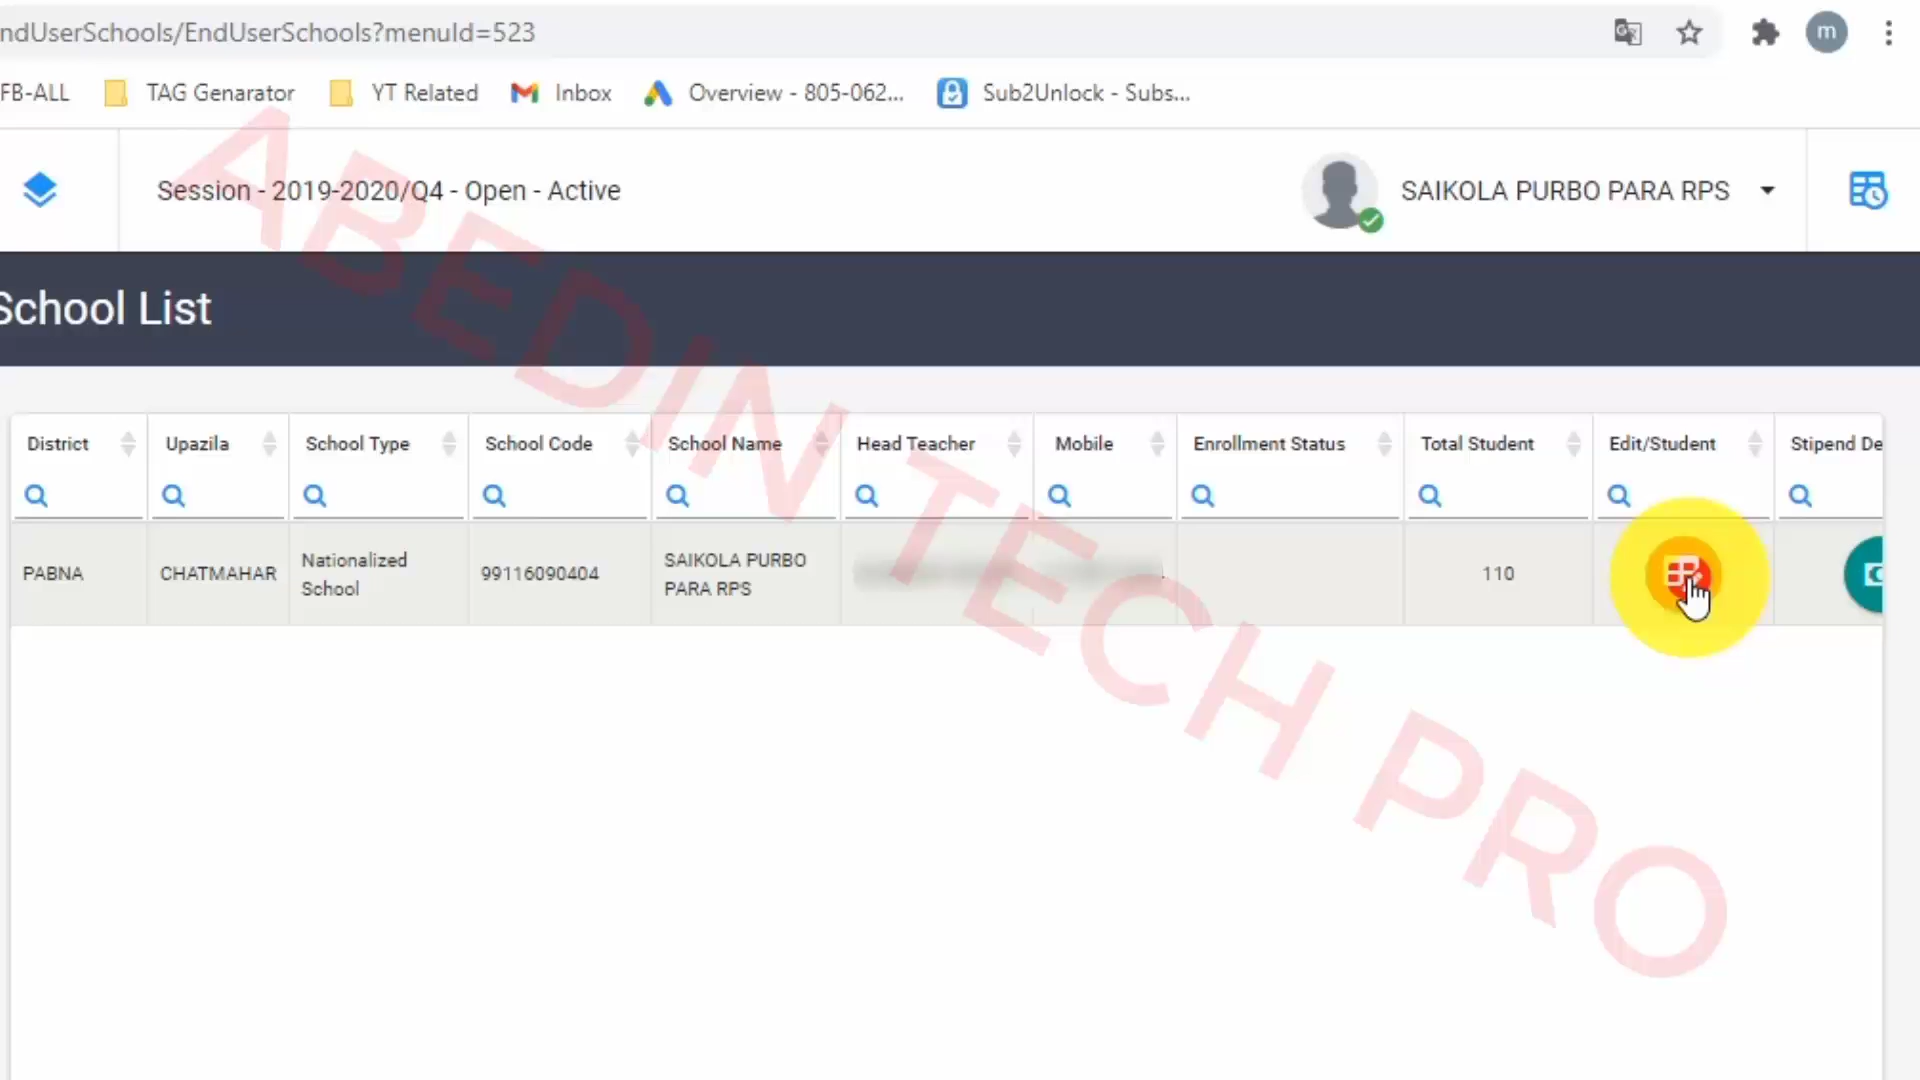 ndUserSchools/EndUserSchools?menuId=523
m
FB-ALL TAG Genarator YT Related Inbox Overview - 805-062... Sub2Unlock - Subs...
Session - 2019-2020/Q4 - Open - Active SAIKOLA PURBO PARA RPS
School List
District Upazila School Type School Code School Name Head Teacher Mobile Enrollment Status Total Student Edit/Student Stipend De
PABNA CHATMAHAR Nationalized School 99116090404 SAIKOLA PURBO PARA RPS 110
ABEDIN TECH PRO